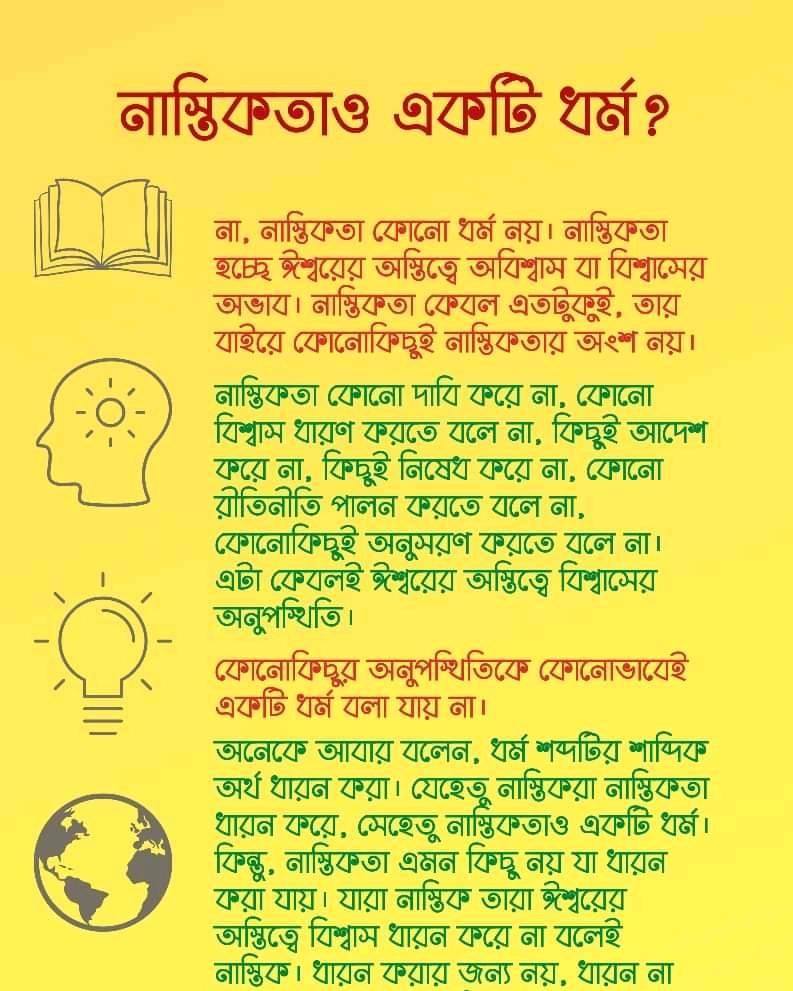 নাস্তিকতাও একটি ধর্ম?
না, নাস্তিকতা কোনো ধর্ম নয়। নাস্তিকতা
হচ্ছে ঈশ্বরের অস্তিত্বে অবিশ্বাস বা বিশ্বাসের
অভাব। নাস্তিকতা কেবল এতটুকুই, তার
বাইরে কোনোকিছুই নাস্তিকতার অংশ নয়।
নাস্তিকতা কোনো দাবি করে না, কোনো
বিশ্বাস ধারণ করতে বলে না, কিছুই আদেশ
করে না, কিছুই নিষেধ করে না, কোনো
রীতিনীতি পালন করতে বলে না,
কোনোকিছুই অনুসরণ করতে বলে না।
এটা কেবলই ঈশ্বরের অস্তিত্বে বিশ্বাসের
অনুপস্থিতি।
কোনোকিছুর অনুপস্থিতিকে কোনোভাবেই
একটি ধর্ম বলা যায় না।
অনেকে আবার বলেন, ধর্ম শব্দটির শাব্দিক
অর্থ ধারন করা। যেহেতু নাস্তিকরা নাস্তিকতা
ধারন করে, সেহেতু নাস্তিকতাও একটি ধর্ম।
কিন্তু, নাস্তিকতা এমন কিছু নয় যা ধারন
করা যায়। যারা নাস্তিক তারা ঈশ্বরের
অস্তিত্বে বিশ্বাস ধারন করে না বলেই
নাস্তিক। ধারন করার জন্য নয়, ধারন না